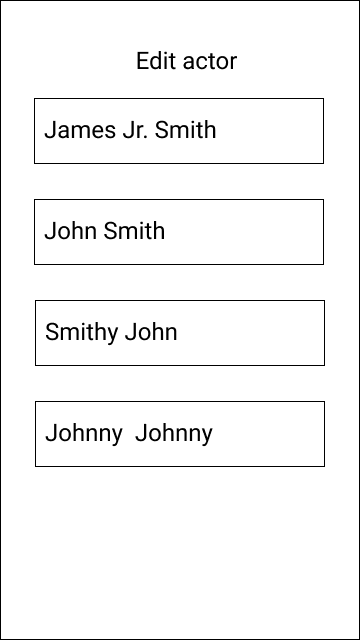 Edit actor
James Jr. Smith
John Smith
Smithy John
Johnny  Johnny